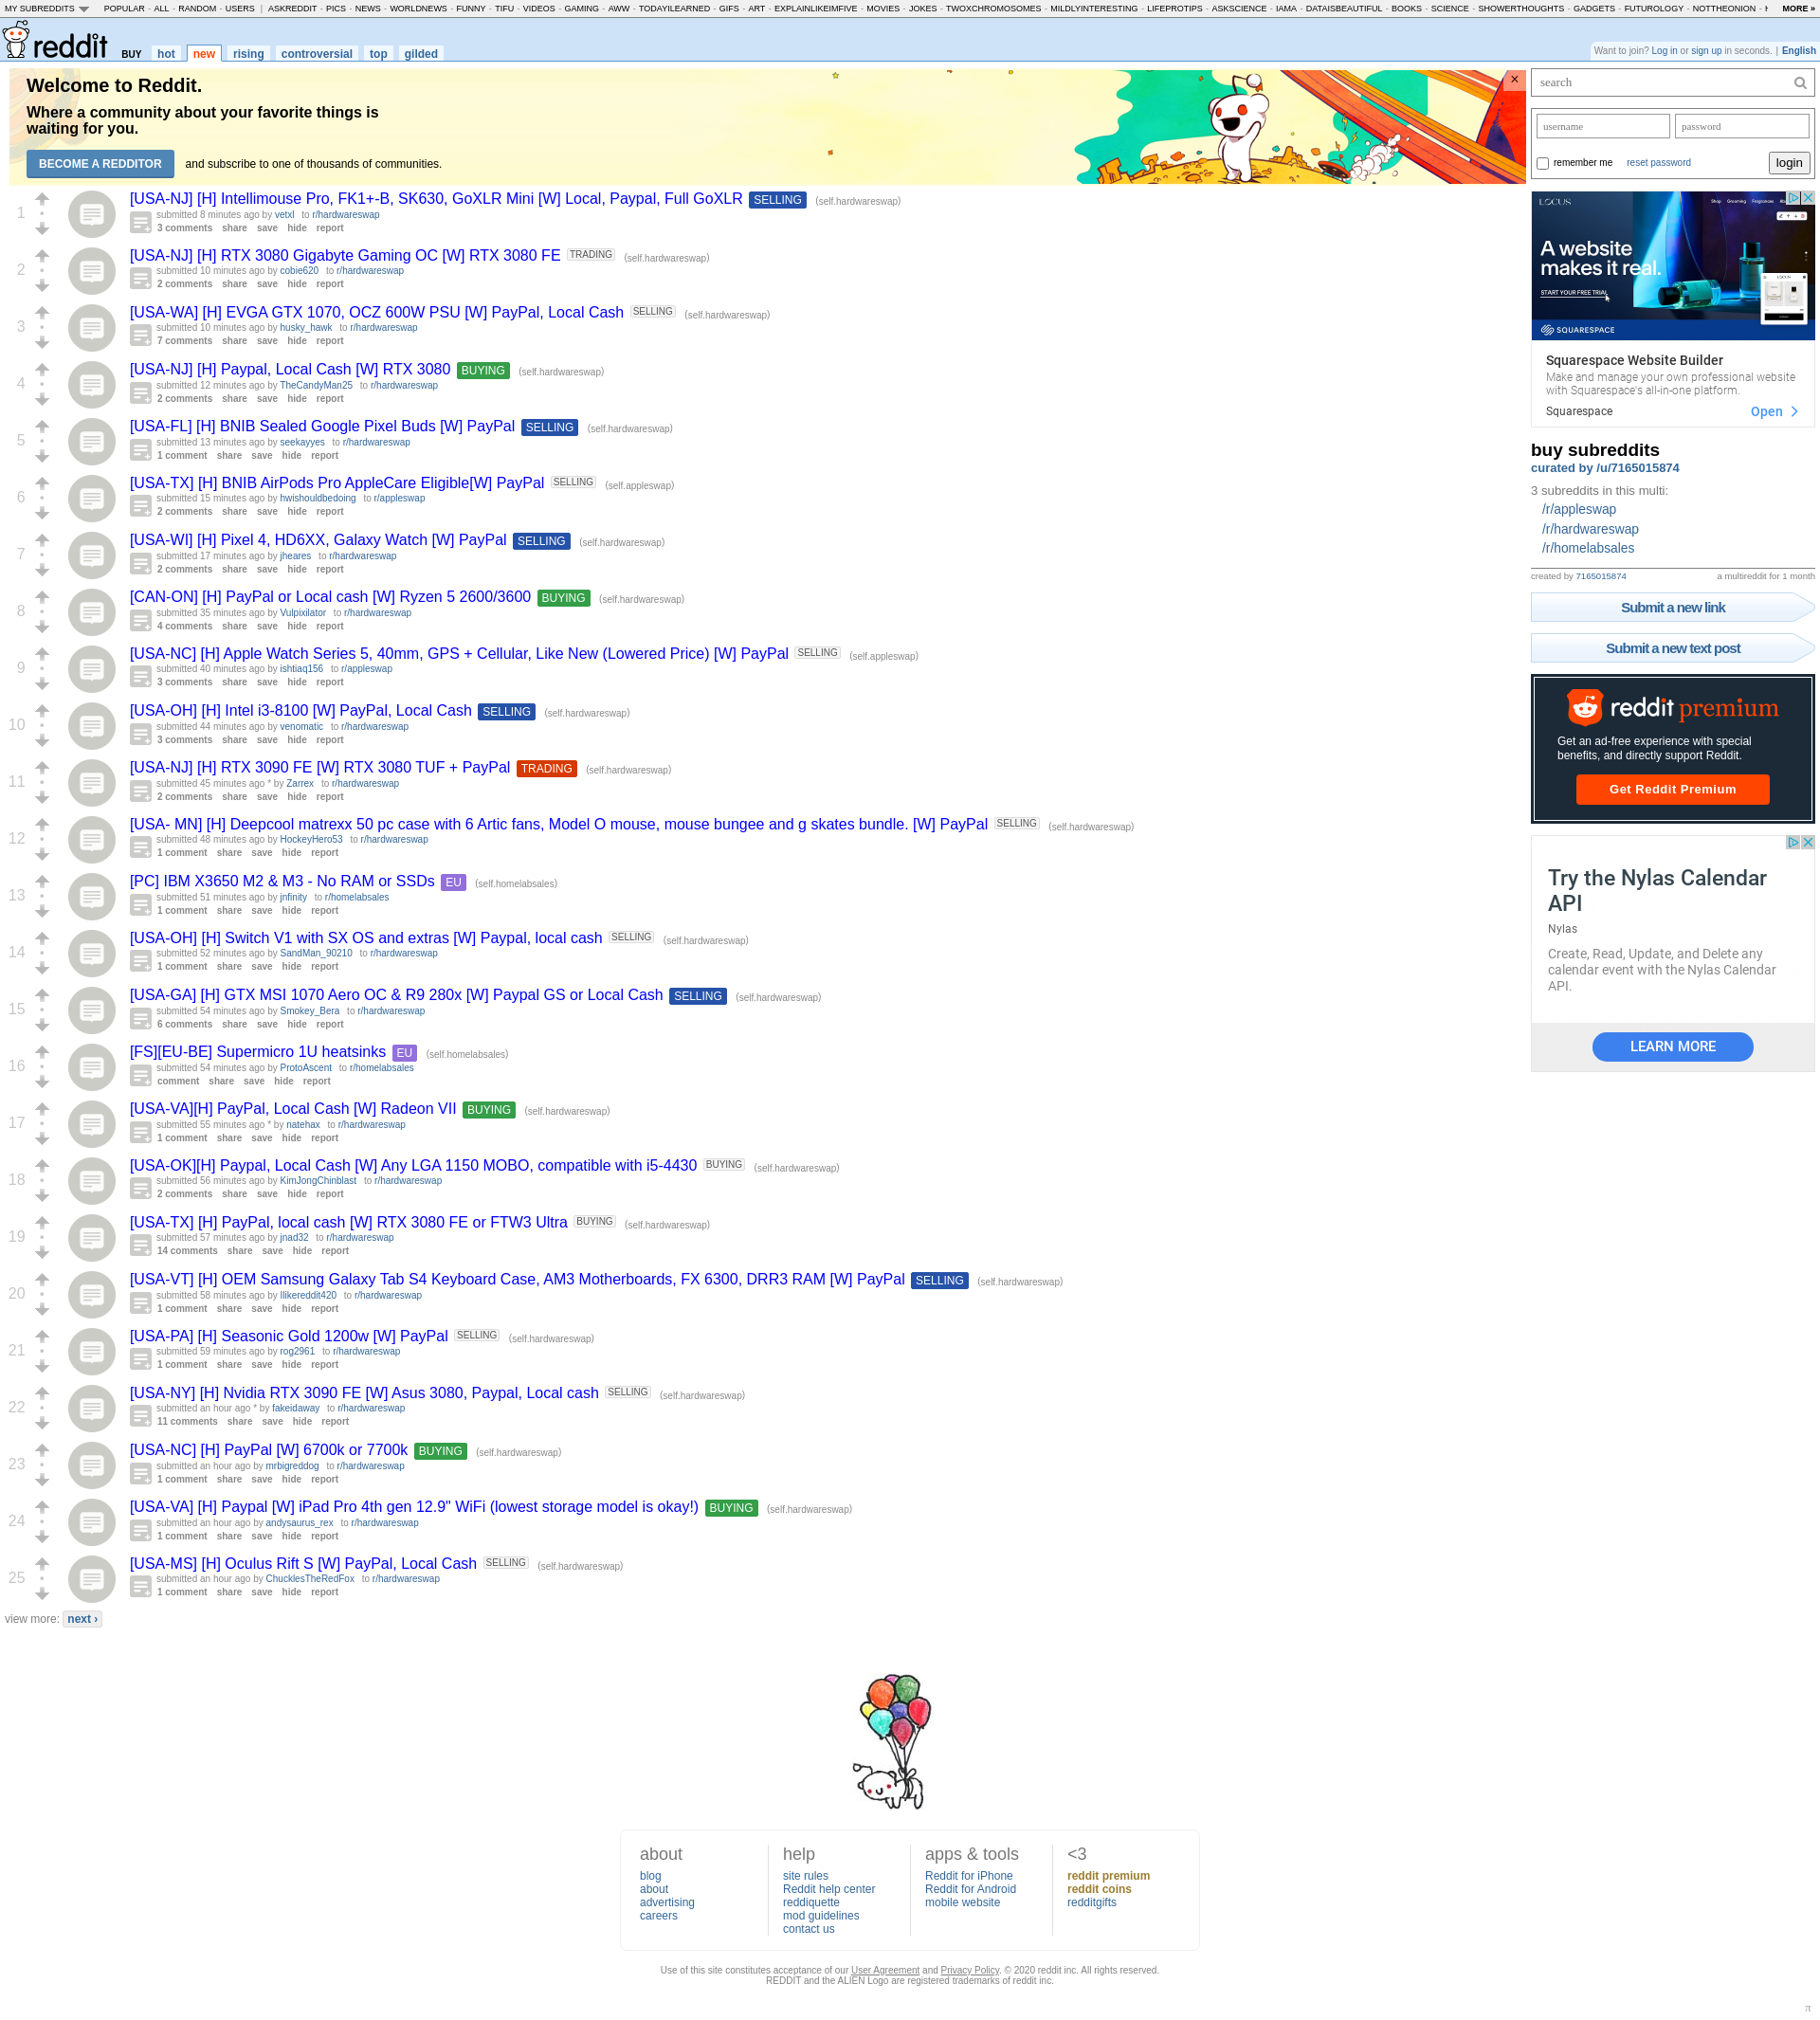 MY SUBREDDITS POPULAR - ALL - RANDOM - USERS | ASKREDDIT - PICS - NEWS - WORLDNEWS - FUNNY - TIFU - VIDEOS - GAMING - AWW - TODAYILEARNED - GIFS - ART - EXPLAINLIKEIMFIVE - MOVIES - JOKES - TWOXCHROMOSOMES - MILDLYINTERESTING - LIFEPROTIPS - ASKSCIENCE - IAMA - DATAISBEAUTIFUL - BOOKS - SCIENCE - SHOWERTHOUGHTS - GADGETS - FUTUROLOGY - NOTTHEONION - MORE »
reddit BUY hot new rising controversial top gilded
Want to join? Log in or sign up in seconds. | English
Welcome to Reddit.
Where a community about your favorite things is
waiting for you.
BECOME A REDDITOR and subscribe to one of thousands of communities.
×
1
[USA-NJ] [H] Intellimouse Pro, FK1+-B, SK630, GoXLR Mini [W] Local, Paypal, Full GoXLR SELLING (self.hardwareswap)
submitted 8 minutes ago by vetxl to r/hardwareswap
3 comments share save hide report
2
[USA-NJ] [H] RTX 3080 Gigabyte Gaming OC [W] RTX 3080 FE TRADING (self.hardwareswap)
submitted 10 minutes ago by cobie620 to r/hardwareswap
2 comments share save hide report
3
[USA-WA] [H] EVGA GTX 1070, OCZ 600W PSU [W] PayPal, Local Cash SELLING (self.hardwareswap)
submitted 10 minutes ago by husky_hawk to r/hardwareswap
7 comments share save hide report
4
[USA-NJ] [H] Paypal, Local Cash [W] RTX 3080 BUYING (self.hardwareswap)
submitted 12 minutes ago by TheCandyMan25 to r/hardwareswap
2 comments share save hide report
5
[USA-FL] [H] BNIB Sealed Google Pixel Buds [W] PayPal SELLING (self.hardwareswap)
submitted 13 minutes ago by seekayyes to r/hardwareswap
1 comment share save hide report
6
[USA-TX] [H] BNIB AirPods Pro AppleCare Eligible[W] PayPal SELLING (self.appleswap)
submitted 15 minutes ago by hwishouldbedoing to r/appleswap
2 comments share save hide report
7
[USA-WI] [H] Pixel 4, HD6XX, Galaxy Watch [W] PayPal SELLING (self.hardwareswap)
submitted 17 minutes ago by jheares to r/hardwareswap
2 comments share save hide report
8
[CAN-ON] [H] PayPal or Local cash [W] Ryzen 5 2600/3600 BUYING (self.hardwareswap)
submitted 35 minutes ago by Vulpixilator to r/hardwareswap
4 comments share save hide report
9
[USA-NC] [H] Apple Watch Series 5, 40mm, GPS + Cellular, Like New (Lowered Price) [W] PayPal SELLING (self.appleswap)
submitted 40 minutes ago by ishtiaq156 to r/appleswap
3 comments share save hide report
10
[USA-OH] [H] Intel i3-8100 [W] PayPal, Local Cash SELLING (self.hardwareswap)
submitted 44 minutes ago by venomatic to r/hardwareswap
3 comments share save hide report
11
[USA-NJ] [H] RTX 3090 FE [W] RTX 3080 TUF + PayPal TRADING (self.hardwareswap)
submitted 45 minutes ago * by Zarrex to r/hardwareswap
2 comments share save hide report
12
[USA- MN] [H] Deepcool matrexx 50 pc case with 6 Artic fans, Model O mouse, mouse bungee and g skates bundle. [W] PayPal SELLING (self.hardwareswap)
submitted 48 minutes ago by HockeyHero53 to r/hardwareswap
1 comment share save hide report
13
[PC] IBM X3650 M2 & M3 - No RAM or SSDs EU (self.homelabsales)
submitted 51 minutes ago by jnfinity to r/homelabsales
1 comment share save hide report
14
[USA-OH] [H] Switch V1 with SX OS and extras [W] Paypal, local cash SELLING (self.hardwareswap)
submitted 52 minutes ago by SandMan_90210 to r/hardwareswap
1 comment share save hide report
15
[USA-GA] [H] GTX MSI 1070 Aero OC & R9 280x [W] Paypal GS or Local Cash SELLING (self.hardwareswap)
submitted 54 minutes ago by Smokey_Bera to r/hardwareswap
6 comments share save hide report
16
[FS][EU-BE] Supermicro 1U heatsinks EU (self.homelabsales)
submitted 54 minutes ago by ProtoAscent to r/homelabsales
comment share save hide report
17
[USA-VA][H] PayPal, Local Cash [W] Radeon VII BUYING (self.hardwareswap)
submitted 55 minutes ago * by natehax to r/hardwareswap
1 comment share save hide report
18
[USA-OK][H] Paypal, Local Cash [W] Any LGA 1150 MOBO, compatible with i5-4430 BUYING (self.hardwareswap)
submitted 56 minutes ago by KimJongChinblast to r/hardwareswap
2 comments share save hide report
19
[USA-TX] [H] PayPal, local cash [W] RTX 3080 FE or FTW3 Ultra BUYING (self.hardwareswap)
submitted 57 minutes ago by jnad32 to r/hardwareswap
14 comments share save hide report
20
[USA-VT] [H] OEM Samsung Galaxy Tab S4 Keyboard Case, AM3 Motherboards, FX 6300, DRR3 RAM [W] PayPal SELLING (self.hardwareswap)
submitted 58 minutes ago by llikereddit420 to r/hardwareswap
1 comment share save hide report
21
[USA-PA] [H] Seasonic Gold 1200w [W] PayPal SELLING (self.hardwareswap)
submitted 59 minutes ago by rog2961 to r/hardwareswap
1 comment share save hide report
22
[USA-NY] [H] Nvidia RTX 3090 FE [W] Asus 3080, Paypal, Local cash SELLING (self.hardwareswap)
submitted an hour ago * by fakeidaway to r/hardwareswap
11 comments share save hide report
23
[USA-NC] [H] PayPal [W] 6700k or 7700k BUYING (self.hardwareswap)
submitted an hour ago by mrbigreddog to r/hardwareswap
1 comment share save hide report
24
[USA-VA] [H] Paypal [W] iPad Pro 4th gen 12.9" WiFi (lowest storage model is okay!) BUYING (self.hardwareswap)
submitted an hour ago by andysaurus_rex to r/hardwareswap
1 comment share save hide report
25
[USA-MS] [H] Oculus Rift S [W] PayPal, Local Cash SELLING (self.hardwareswap)
submitted an hour ago by ChucklesTheRedFox to r/hardwareswap
1 comment share save hide report
view more: next ›
search
username password
remember me reset password login
LOCUS
A website
makes it real.
START YOUR FREE TRIAL
SQUARESPACE
Squarespace Website Builder
Make and manage your own professional website
with Squarespace's all-in-one platform.
Squarespace Open
buy subreddits
curated by /u/7165015874
3 subreddits in this multi:
/r/appleswap
/r/hardwareswap
/r/homelabsales
created by 7165015874 a multireddit for 1 month
Submit a new link
Submit a new text post
reddit premium
Get an ad-free experience with special
benefits, and directly support Reddit.
Get Reddit Premium
Try the Nylas Calendar
API
Nylas
Create, Read, Update, and Delete any
calendar event with the Nylas Calendar
API.
LEARN MORE
about
blog
about
advertising
careers
help
site rules
Reddit help center
reddiquette
mod guidelines
contact us
apps & tools
Reddit for iPhone
Reddit for Android
mobile website
<3
reddit premium
reddit coins
redditgifts
Use of this site constitutes acceptance of our User Agreement and Privacy Policy. © 2020 reddit inc. All rights reserved.
REDDIT and the ALIEN Logo are registered trademarks of reddit inc.
π